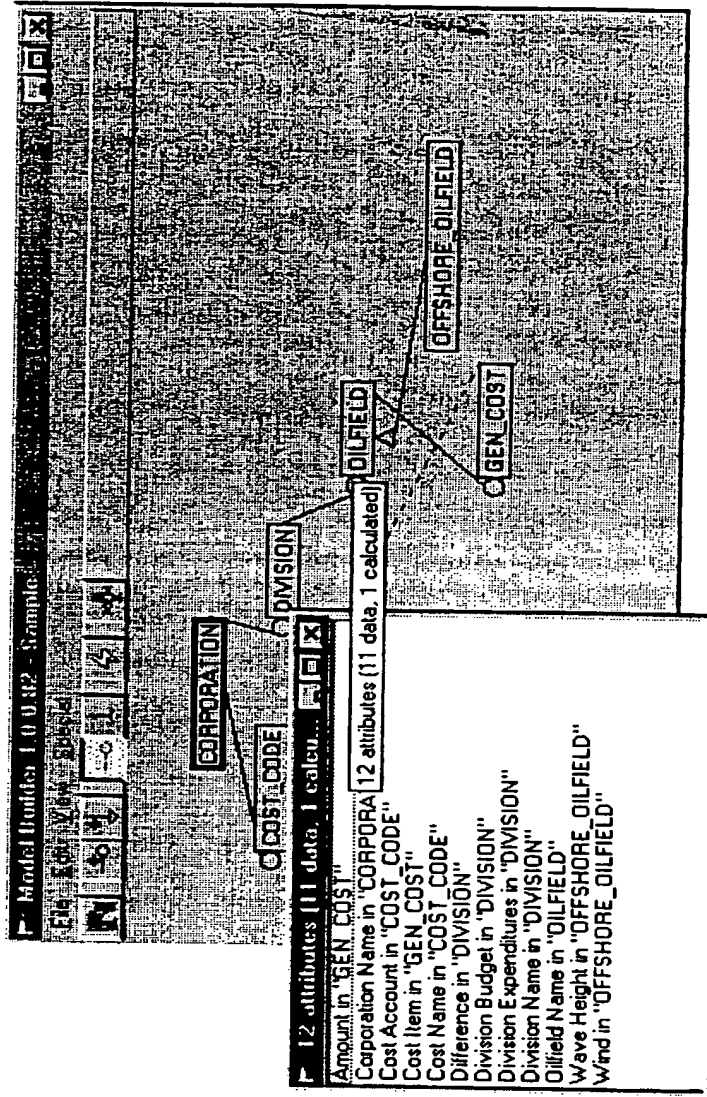 Model Builder 1.0 0.82 -
File Edit View Special
CORPORATION
COST_CODE
DIVISION
OILFIELD
OFFSHORE_OILFIELD
GEN_COST
12 attributes (11 data, 1 calculated)
12 attributes (11 data, 1 calcu...
Amount in "GEN_COST"
Corporation Name in "CORPORA
Cost Account in "COST_CODE"
Cost Item in "GEN_COST"
Cost Name in "COST_CODE"
Difference in "DIVISION"
Division Budget in "DIVISION"
Division Expenditures in "DIVISION"
Division Name in "DIVISION"
Oilfield Name in "OILFIELD"
Wave Height in "OFFSHORE_OILFIELD"
Wind in "OFFSHORE_OILFIELD"